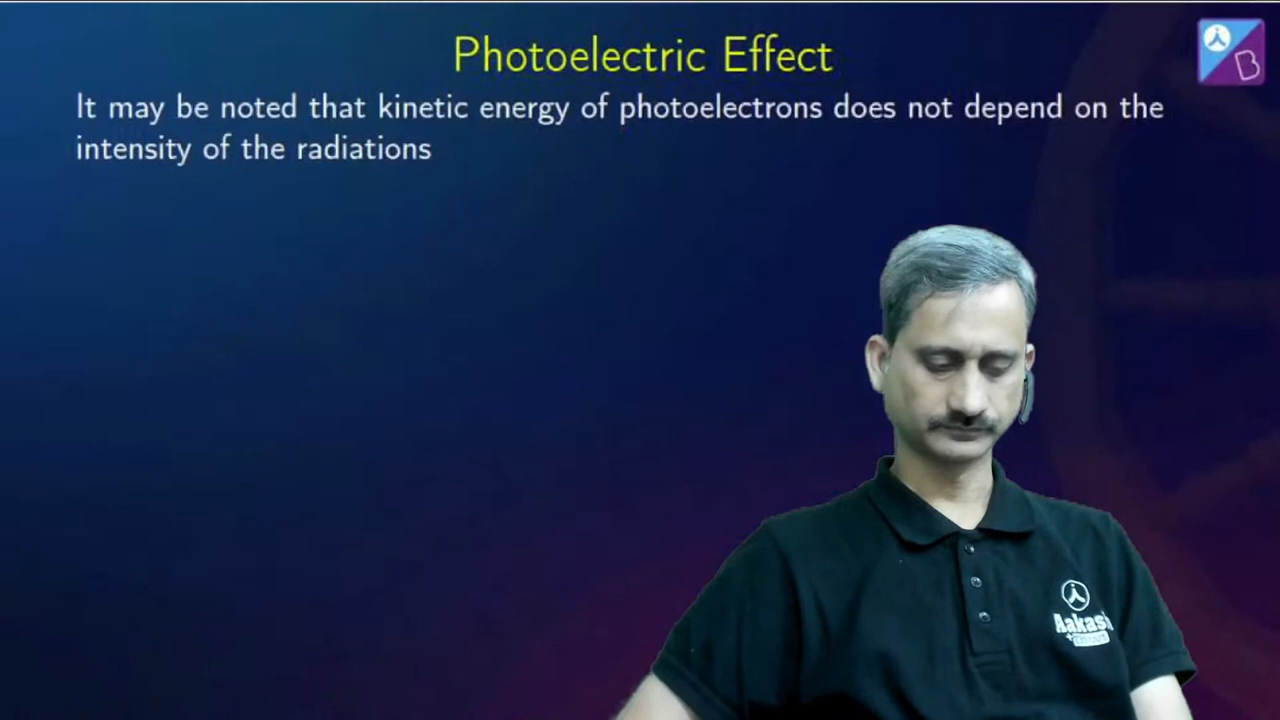 Photoelectric Effect
It may be noted that kinetic energy of photoelectrons does not depend on the
intensity of the radiations
Aakash